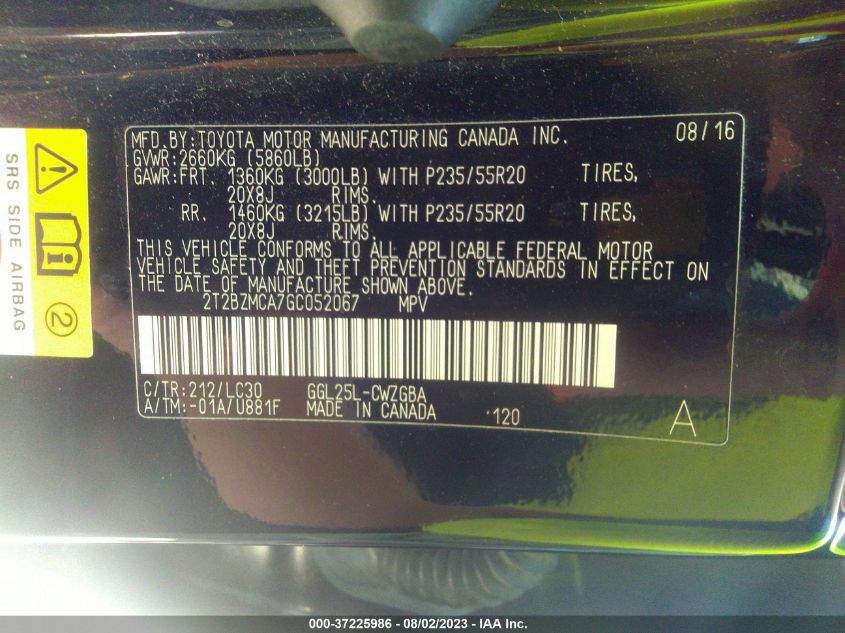 MFD.BY:TOYOTA MOTOR MANUFACTURING CANADA INC. 08/16
GVWR:2660KG (5860LB)
GAWR:FRT. 1360KG (3000LB) WITH P235/55R20 TIRES,
20X8J RIMS.
RR. 1460KG (3215LB) WITH P235/55R20 TIRES,
20X8J RIMS.
THIS VEHICLE CONFORMS TO ALL APPLICABLE FEDERAL MOTOR
VEHICLE SAFETY AND THEFT PREVENTION STANDARDS IN EFFECT ON
THE DATE OF MANUFACTURE SHOWN ABOVE.
2T2BZMCA7GC052067 MPV
C/TR:212/LC30 GGL25L-CWZGBA
A/TM:-01A/U881F MADE IN CANADA 120 A
SRS SIDE AIRBAG
2
000-37225986 - 08/02/2023 - IAA Inc.